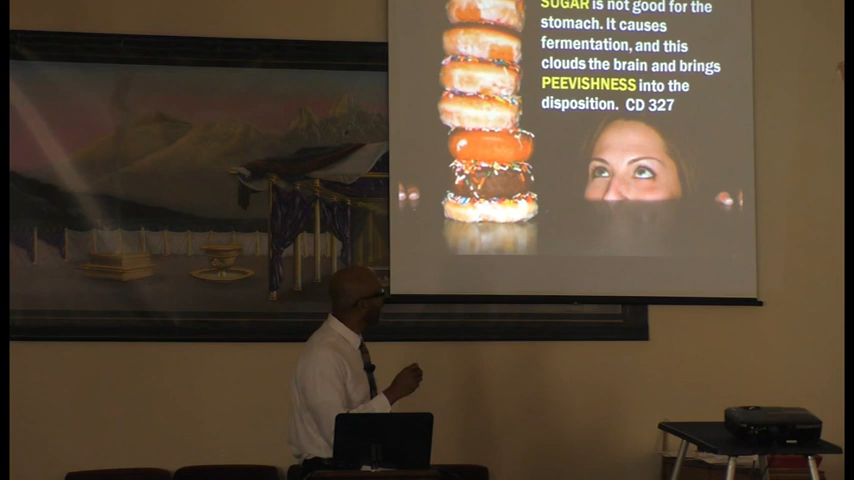 SUGAR is not good for the
stomach. It causes
fermentation, and this
clouds the brain and brings
PEEVISHNESS into the
disposition. CD 327